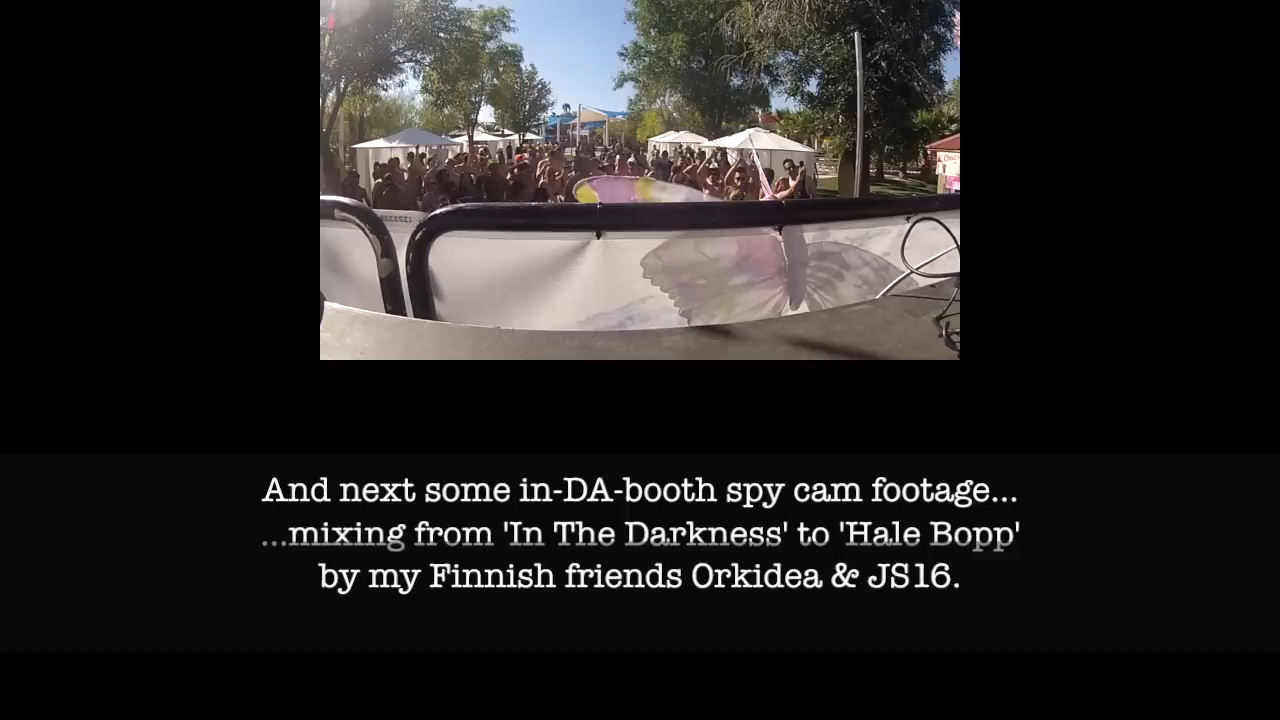 And next some in-DA-booth spy cam footage...
...mixing from 'In The Darkness' to 'Hale Bopp'
by my Finnish friends Orkidea & JS16.